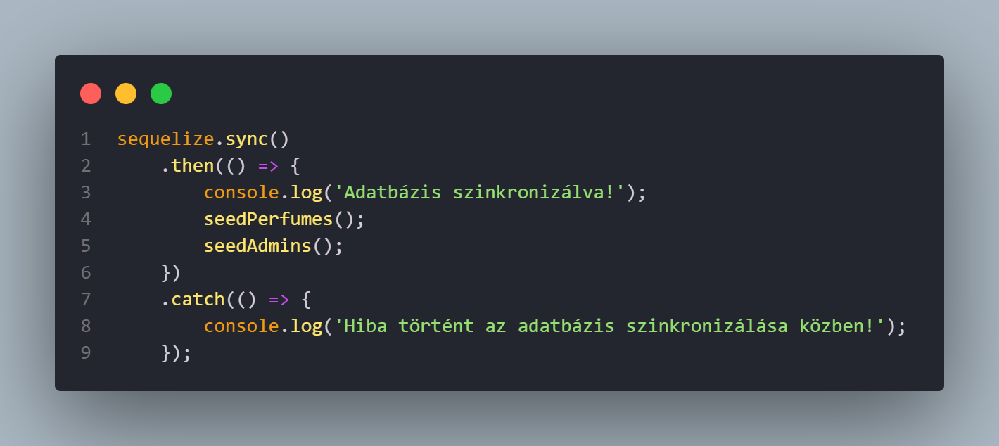 1 sequelize.sync()
2     .then(() => {
3         console.log('Adatbázis szinkronizálva!');
4         seedPerfumes();
5         seedAdmins();
6     })
7     .catch(() => {
8         console.log('Hiba történt az adatbázis szinkronizálása közben!');
9     });